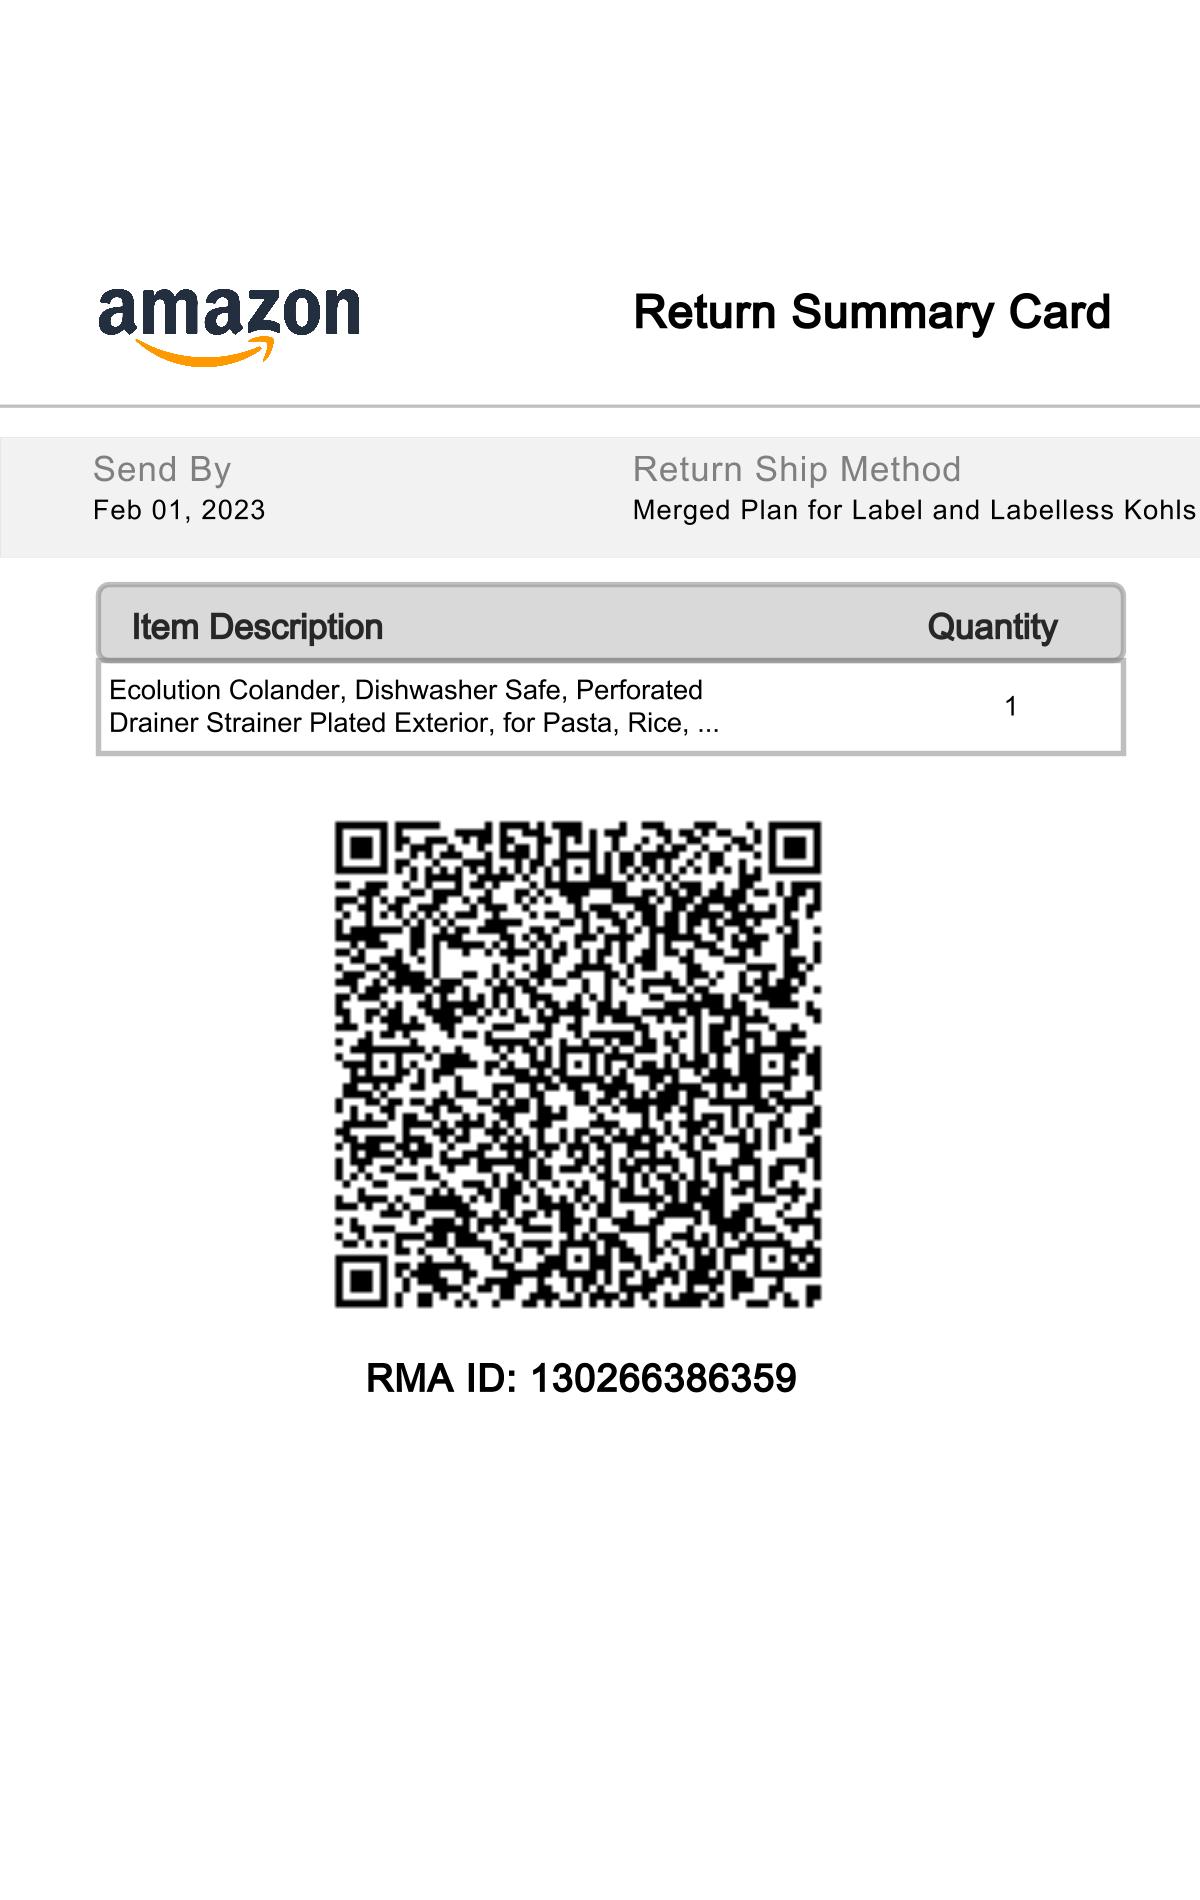 amazon
Return Summary Card
Send By
Return Ship Method
Feb 01, 2023
Merged Plan for Label and Labelless Kohls
Item Description
Quantity
Ecolution Colander, Dishwasher Safe, Perforated
Drainer Strainer Plated Exterior, for Pasta, Rice, ...
1
RMA ID: 130266386359